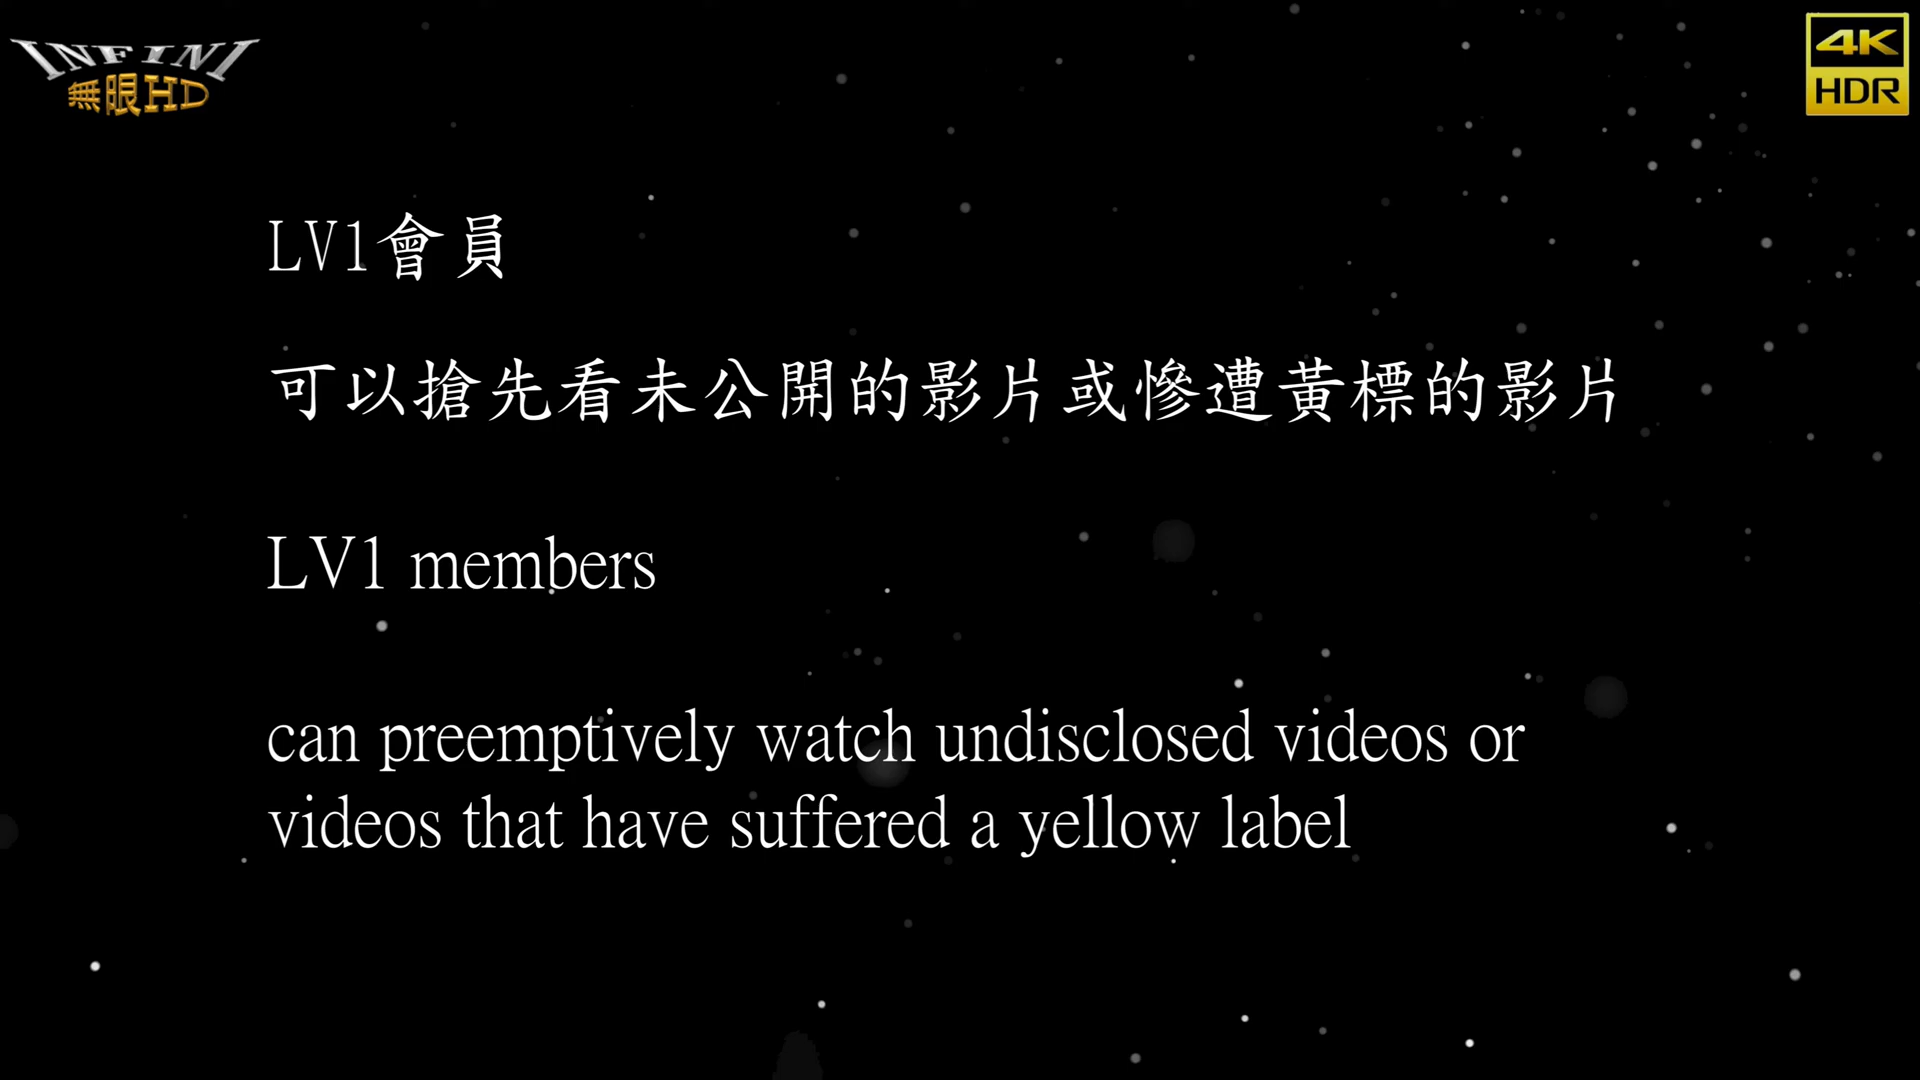 INFINI
無限HD
4K
HDR
LV1會員
可以搶先看未公開的影片或慘遭黃標的影片
LV1 members
can preemptively watch undisclosed videos or
videos that have suffered a yellow label